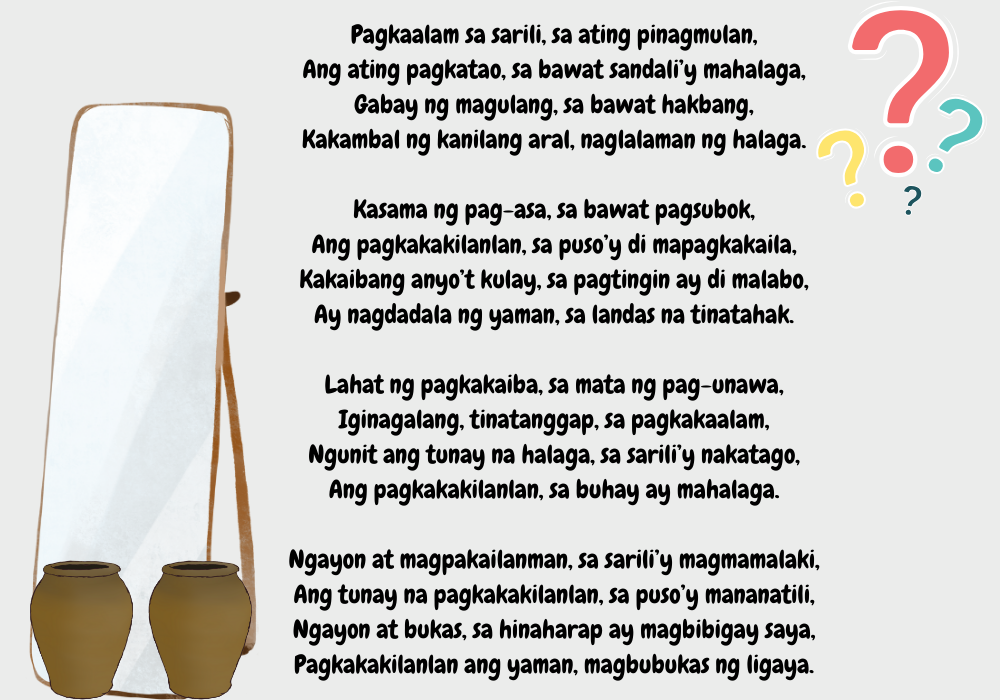 Pagkaalam sa sarili, sa ating pinagmulan,
Ang ating pagkatao, sa bawat sandali'y mahalaga,
Gabay ng magulang, sa bawat hakbang,
Kakambal ng kanilang aral, naglalaman ng halaga.
Kasama ng pag-asa, sa bawat pagsubok,
Ang pagkakakilanlan, sa puso'y di mapagkakaila,
Kakaibang anyo't kulay, sa pagtingin ay di malabo,
Ay nagdadala ng yaman, sa landas na tinatahak.
Lahat ng pagkakaiba, sa mata ng pag-unawa,
Iginagalang, tinatanggap, sa pagkakaalam,
Ngunit ang tunay na halaga, sa sarili'y nakatago,
Ang pagkakakilanlan, sa buhay ay mahalaga.
Ngayon at magpakailanman, sa sarili'y magmamalaki,
Ang tunay na pagkakakilanlan, sa puso'y mananatili,
Ngayon at bukas, sa hinaharap ay magbibigay saya,
Pagkakakilanlan ang yaman, magbubukas ng ligaya.